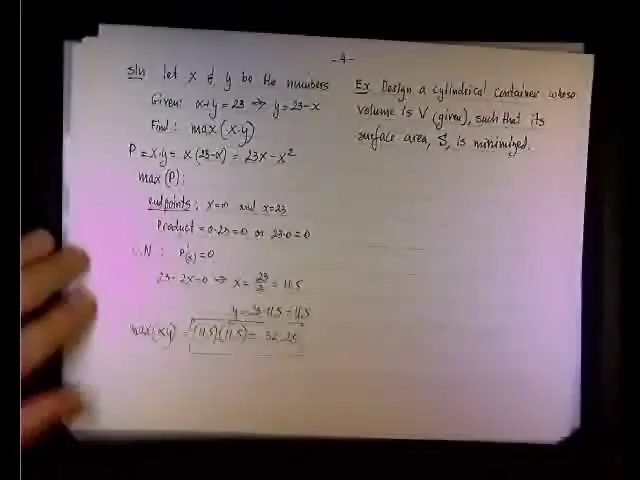 -4-
Sln let x & y be the numbers
Given: x+y=23 ⇒ y=23-x
Find: max(x.y)
P = x.y = x(23-x) = 23x-x²
max(P):
endpoints: x=0 and x=23
Product = 0.23=0 or 23.0=0
C.N: P'(x)=0
23-2x=0 ⇒ x= 23/2 = 11.5
y=23-11.5=11.5
max(xy) = (11.5)(11.5)=
Ex Design a cylindrical container whose
volume is V (given), such that its
surface area, S, is minimized.